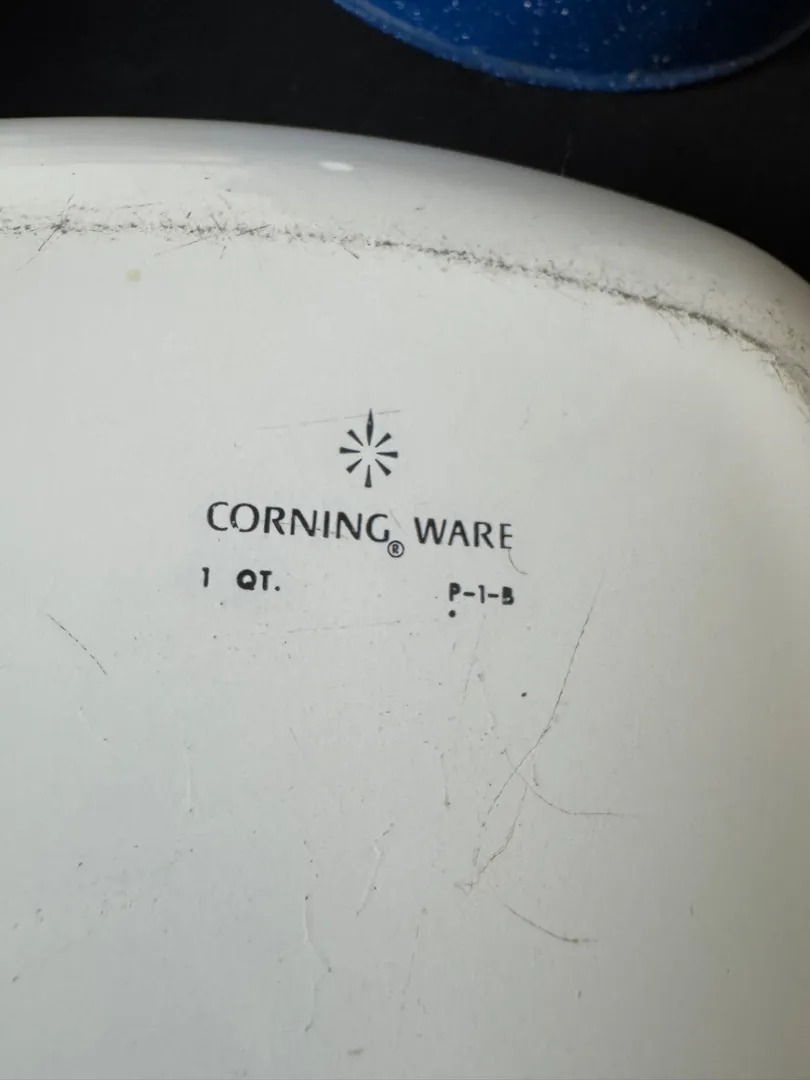 CORNING® WARE
1 QT. P-1-B